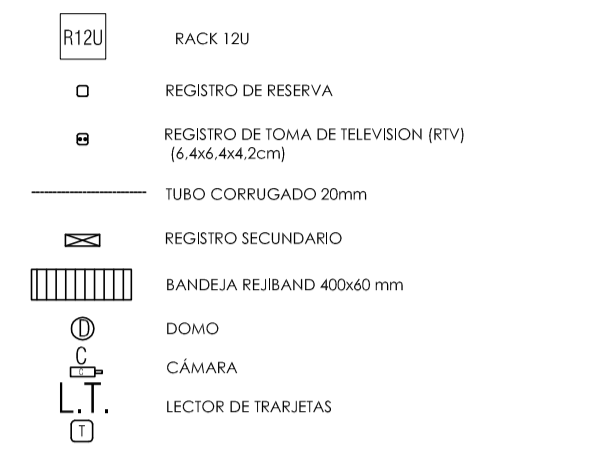 R12U RACK 12U
REGISTRO DE RESERVA
REGISTRO DE TOMA DE TELEVISION (RTV)
(6,4x6,4x4,2cm)
TUBO CORRUGADO 20mm
REGISTRO SECUNDARIO
BANDEJA REJIBAND 400x60 mm
D DOMO
C
C CÁMARA
L.T. LECTOR DE TRARJETAS
T